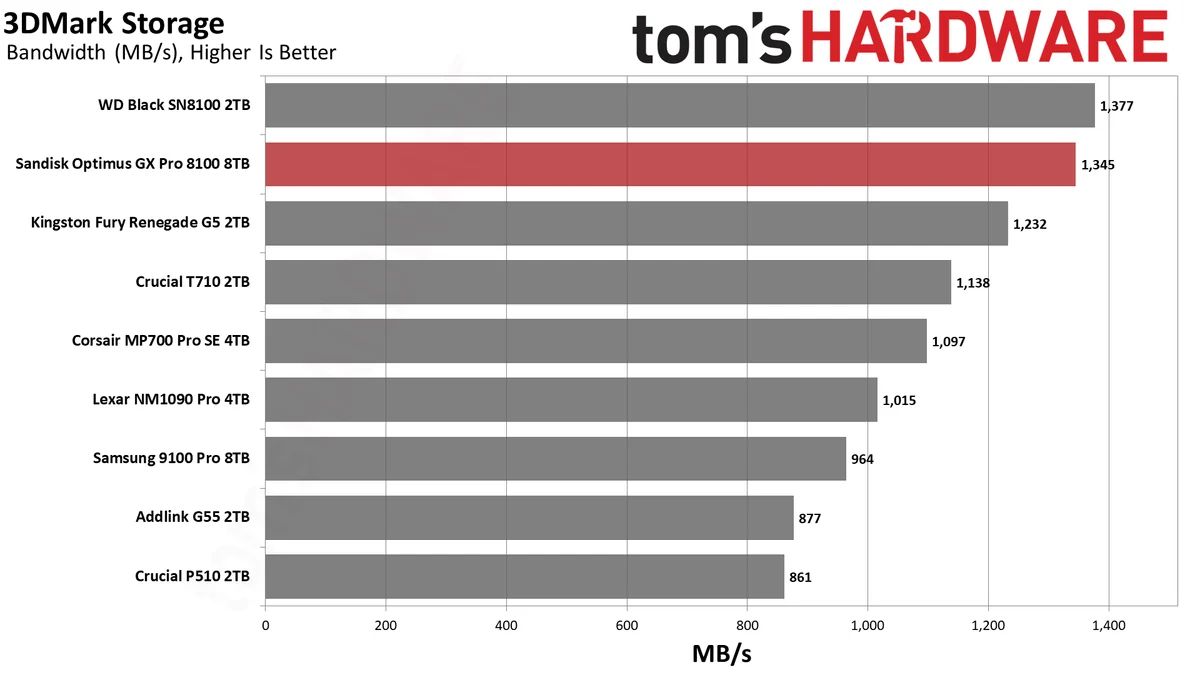 3DMark Storage
Bandwidth (MB/s), Higher Is Better
tom's HARDWARE
WD Black SN8100 2TB 1,377
Sandisk Optimus GX Pro 8100 8TB 1,345
Kingston Fury Renegade G5 2TB 1,232
Crucial T710 2TB 1,138
Corsair MP700 Pro SE 4TB 1,097
Lexar NM1090 Pro 4TB 1,015
Samsung 9100 Pro 8TB 964
Addlink G55 2TB 877
Crucial P510 2TB 861
0 200 400 600 800 1,000 1,200 1,400
MB/s